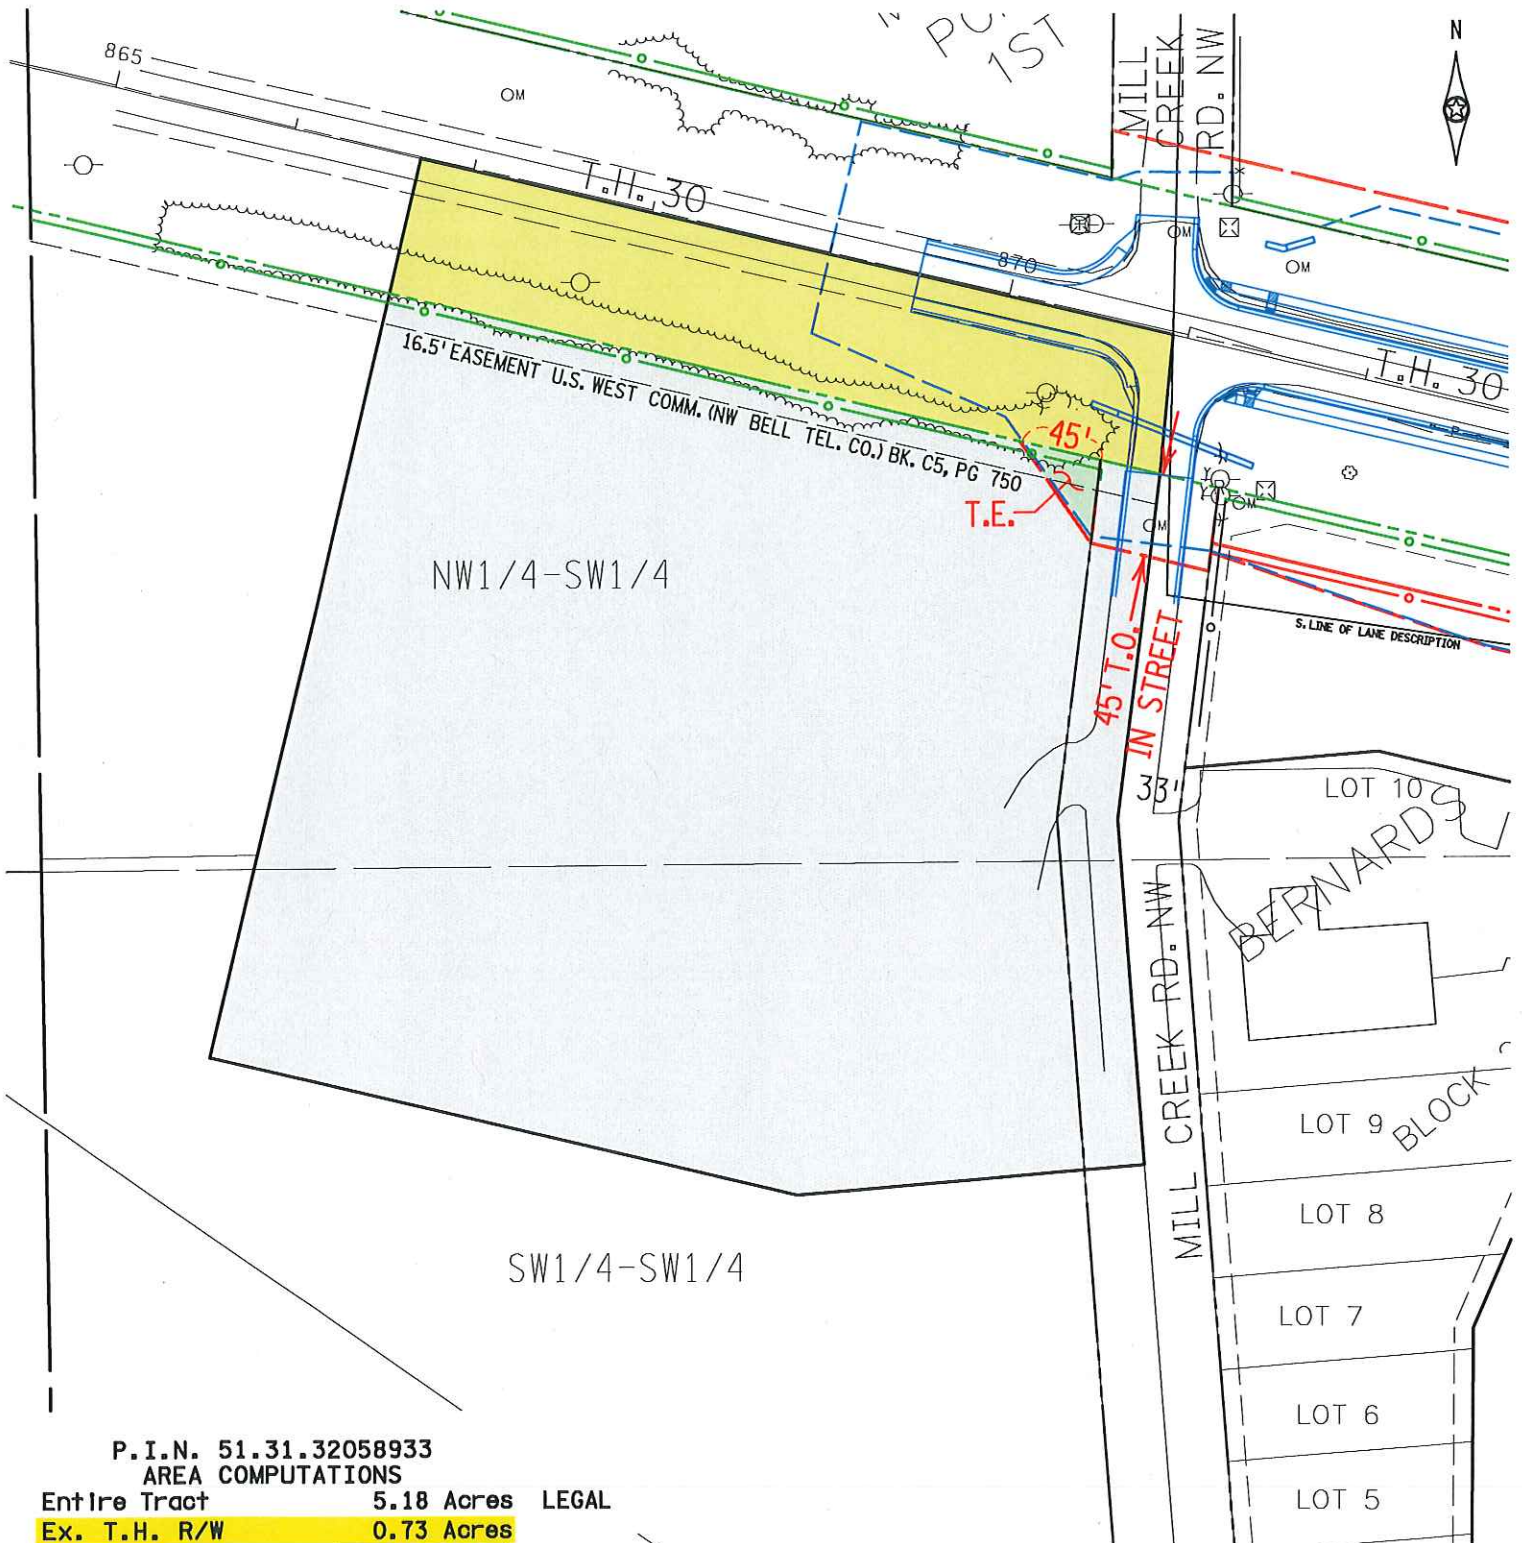 865
PO
1ST
MILL
CREEK
RD. NW
N
OM
T.H. 30
870
OM
OM
T.H. 30
16.5' EASEMENT U.S. WEST COMM. (NW BELL TEL. CO.) BK. C5, PG 750
45'
T.E.
OM
OM
NW1/4-SW1/4
45' T.O.
IN STREET
S. LINE OF LANE DESCRIPTION
33'
LOT 10
BERNARDS
MILL CREEK RD. NW
BLOCK
LOT 9
LOT 8
SW1/4-SW1/4
LOT 7
LOT 6
LOT 5
P.I.N. 51.31.32058933
AREA COMPUTATIONS
Entire Tract 5.18 Acres LEGAL
Ex. T.H. R/W 0.73 Acres